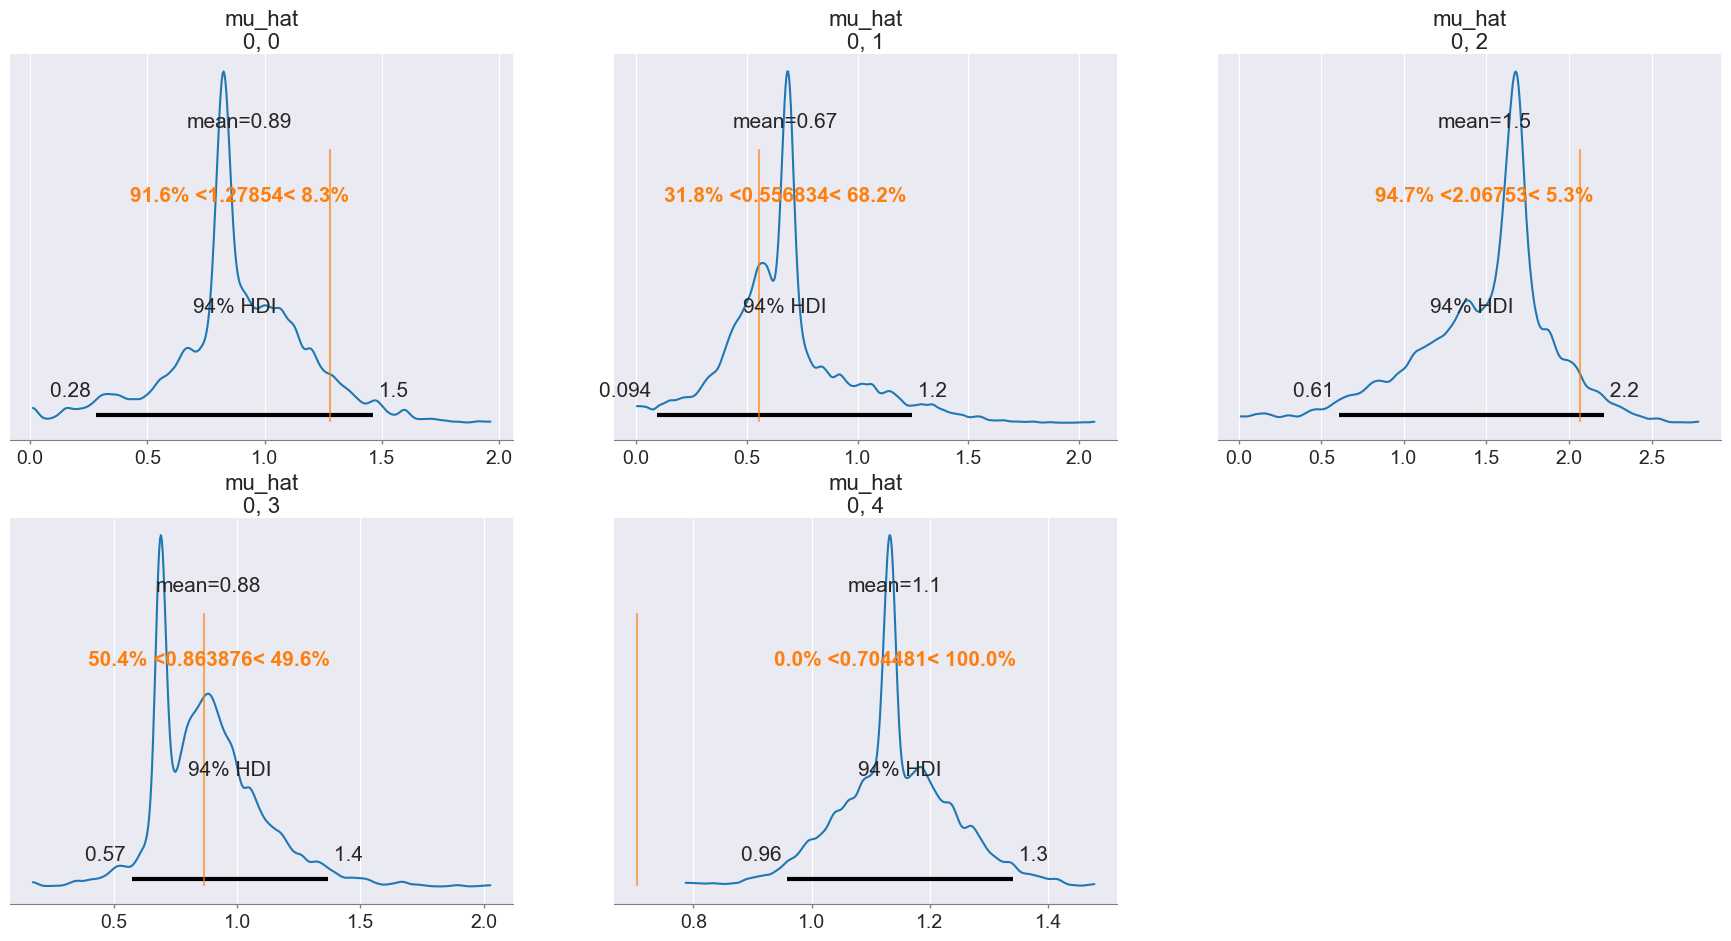 mu_hat
0, 0
mean=0.89
91.6% <1.27854< 8.3%
94% HDI
0.28
1.5
0.0 0.5 1.0 1.5 2.0
mu_hat
0, 1
mean=0.67
31.8% <0.556834< 68.2%
94% HDI
0.094
1.2
0.0 0.5 1.0 1.5 2.0
mu_hat
0, 2
mean=1.5
94.7% <2.06753< 5.3%
94% HDI
0.61
2.2
0.0 0.5 1.0 1.5 2.0 2.5
mu_hat
0, 3
mean=0.88
50.4% <0.863876< 49.6%
94% HDI
0.57
1.4
0.5 1.0 1.5 2.0
mu_hat
0, 4
mean=1.1
0.0% <0.704481< 100.0%
94% HDI
0.96
1.3
0.8 1.0 1.2 1.4